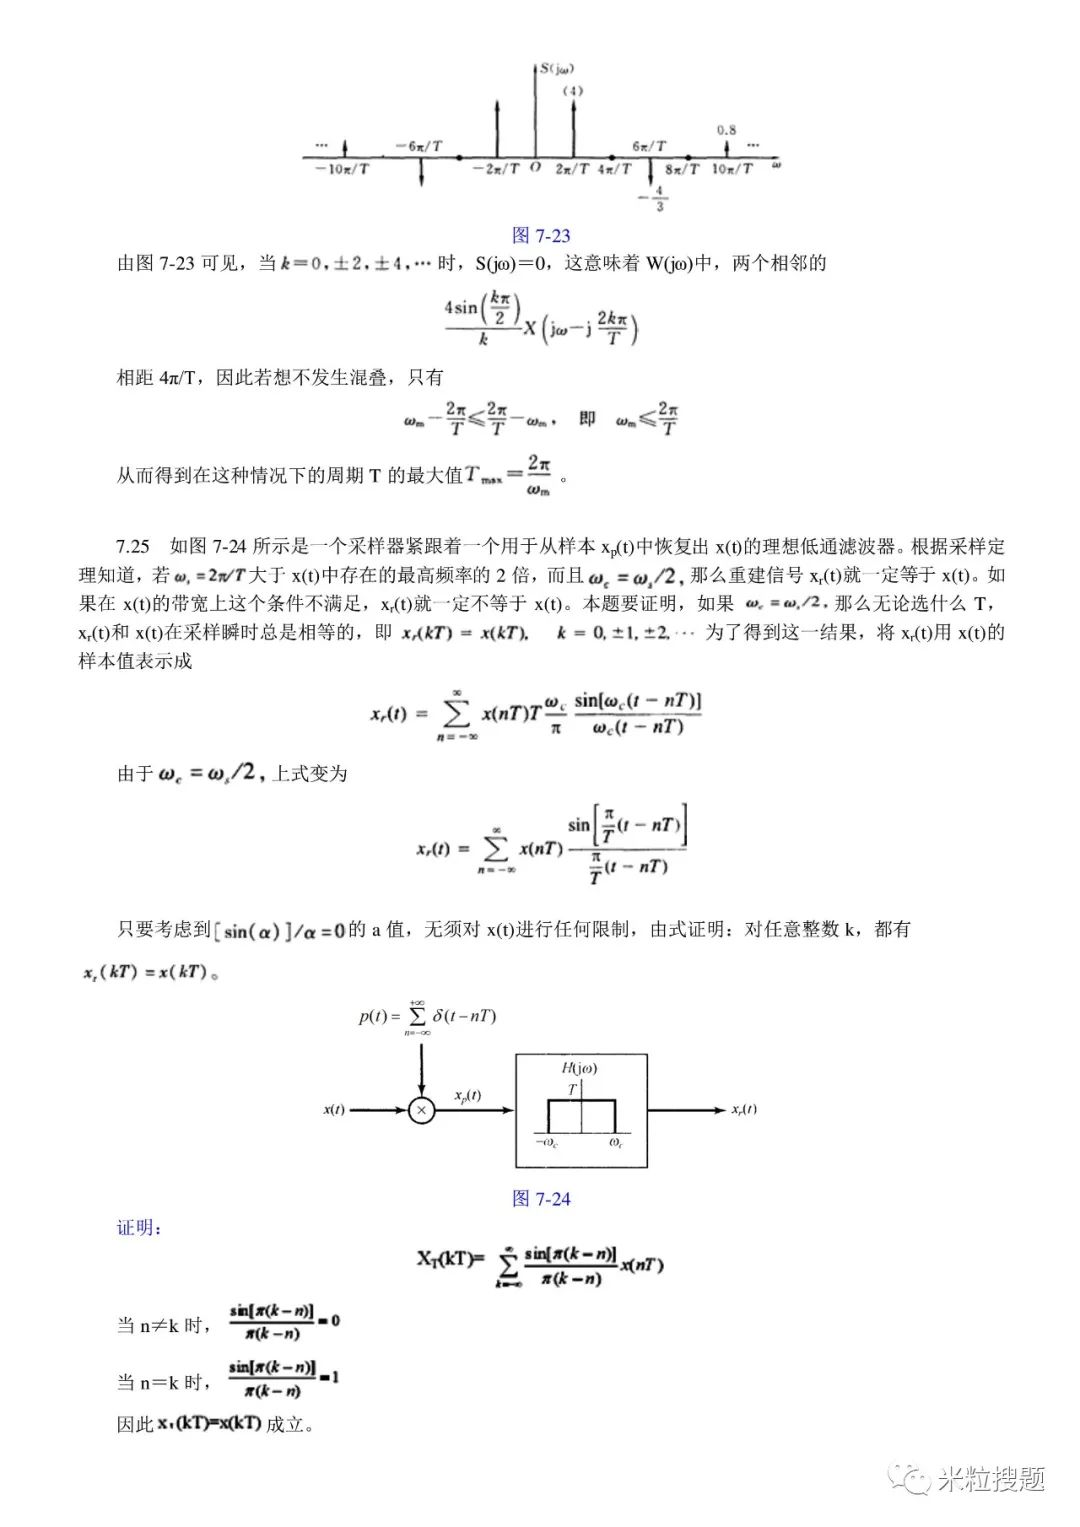 S(jω)
(4)
0.8
… -6π/T 6π/T …
-10π/T -2π/T O 2π/T 4π/T 8π/T 10π/T ω
-4/3
图 7-23
由图 7-23 可见，当 k＝0，±2，±4，… 时，S(jω)＝0，这意味着 W(jω)中，两个相邻的
4sin(kπ/2)/k X(jω－j 2kπ/T)
相距 4π/T，因此若想不发生混叠，只有
ωm－2π/T≤2π/T－ωm， 即 ωm≤2π/T
从而得到在这种情况下的周期 T 的最大值Tmax＝2π/ωm 。
7.25 如图 7-24 所示是一个采样器紧跟着一个用于从样本 xp(t)中恢复出 x(t)的理想低通滤波器。根据采样定
理知道，若 ωs＝2π/T 大于 x(t)中存在的最高频率的 2 倍，而且 ωc = ωs/2, 那么重建信号 xr(t)就一定等于 x(t)。如
果在 x(t)的带宽上这个条件不满足，xr(t)就一定不等于 x(t)。本题要证明，如果 ωc = ωs/2, 那么无论选什么 T，
xr(t)和 x(t)在采样瞬时总是相等的，即 xr(kT) = x(kT), k = 0, ±1, ±2, … 为了得到这一结果，将 xr(t)用 x(t)的
样本值表示成
xr(t) = ∑_{n=-∞}^{∞} x(nT)T ωc/π sin[ωc(t − nT)]/ωc(t − nT)
由于 ωc = ωs/2, 上式变为
xr(t) = ∑_{n=-∞}^{∞} x(nT) sin[π/T(t − nT)]/π/T(t − nT)
只要考虑到[sin(α)]/α＝0的 a 值，无须对 x(t)进行任何限制，由式证明：对任意整数 k，都有
xr(kT)＝x(kT)。
p(t) = ∑_{n=-∞}^{+∞} δ(t−nT)
H(jω)
T
x(t) × xp(t) xr(t)
-ωc ωc
图 7-24
证明：
XT(kT)= ∑_{k=-∞}^{∞} sin[π(k−n)]/π(k−n) x(nT)
当 n≠k 时， sin[π(k−n)]/π(k−n)=0
当 n＝k 时， sin[π(k−n)]/π(k−n)=1
因此 x₁(kT)=x(kT) 成立。
米粒搜题